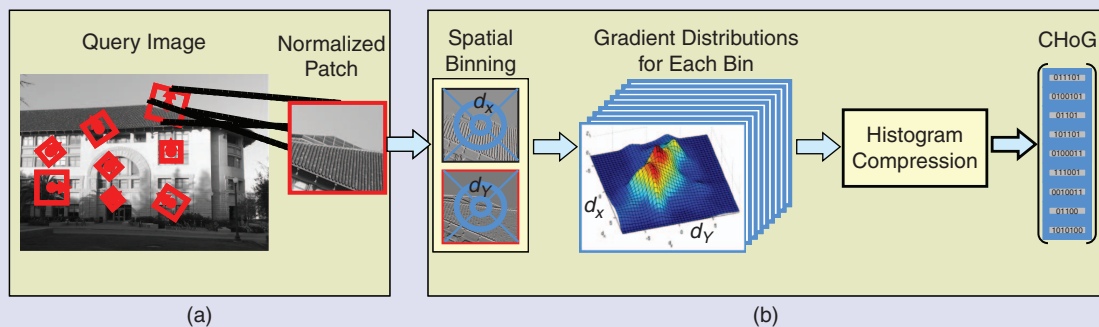 Query Image
Normalized
Patch
Spatial
Binning
dX
dY
Gradient Distributions
for Each Bin
dX
dY
Histogram
Compression
CHoG
011101
0100101
01101
101101
0100011
111001
0010011
01100
1010100
(a)
(b)